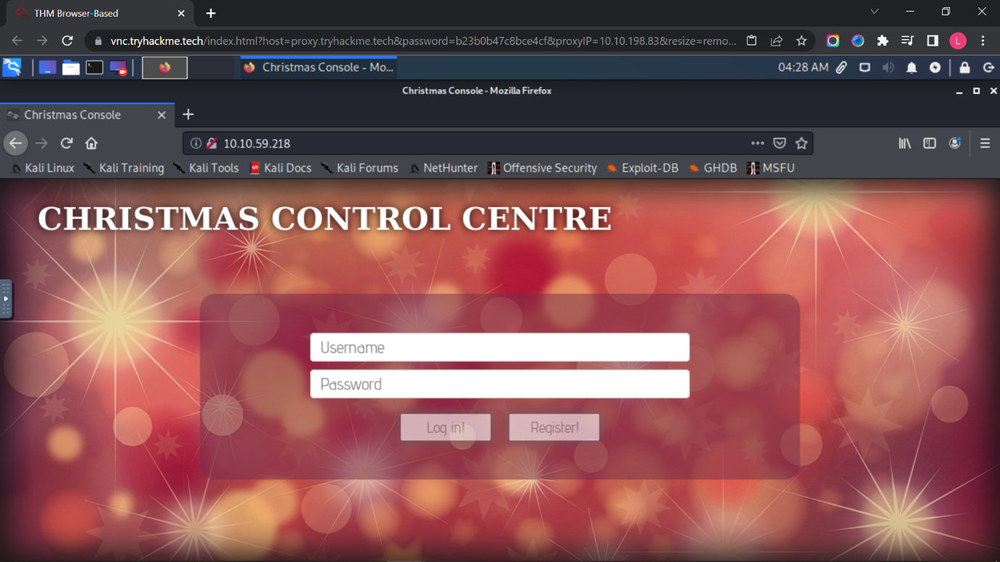 THM Browser-Based
vnc.tryhackme.tech/index.html?host=proxy.tryhackme.tech&password=b23b0b47c8bce4cf&proxyIP=10.10.198.83&resize=remo...
L
Christmas Console - Mo...
04:28 AM
Christmas Console - Mozilla Firefox
Christmas Console
10.10.59.218
Kali Linux Kali Training Kali Tools Kali Docs Kali Forums NetHunter Offensive Security Exploit-DB GHDB MSFU
CHRISTMAS CONTROL CENTRE
Username
Password
Log in! Register!